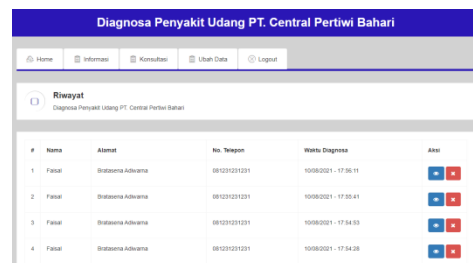 Diagnosa Penyakit Udang PT. Central Pertiwi Bahari
Home Informasi Konsultasi Ubah Data Logout
Riwayat
Diagnosa Penyakit Udang PT. Central Pertiwi Bahari
# Nama Alamat No. Telepon Waktu Diagnosa Aksi
1 Faisal Bratasena Adiwarna 081231231231 10/08/2021 - 17:56:11
2 Faisal Bratasena Adiwarna 081231231231 10/08/2021 - 17:55:41
3 Faisal Bratasena Adiwarna 081231231231 10/08/2021 - 17:54:53
4 Faisal Bratasena Adiwarna 081231231231 10/08/2021 - 17:54:28